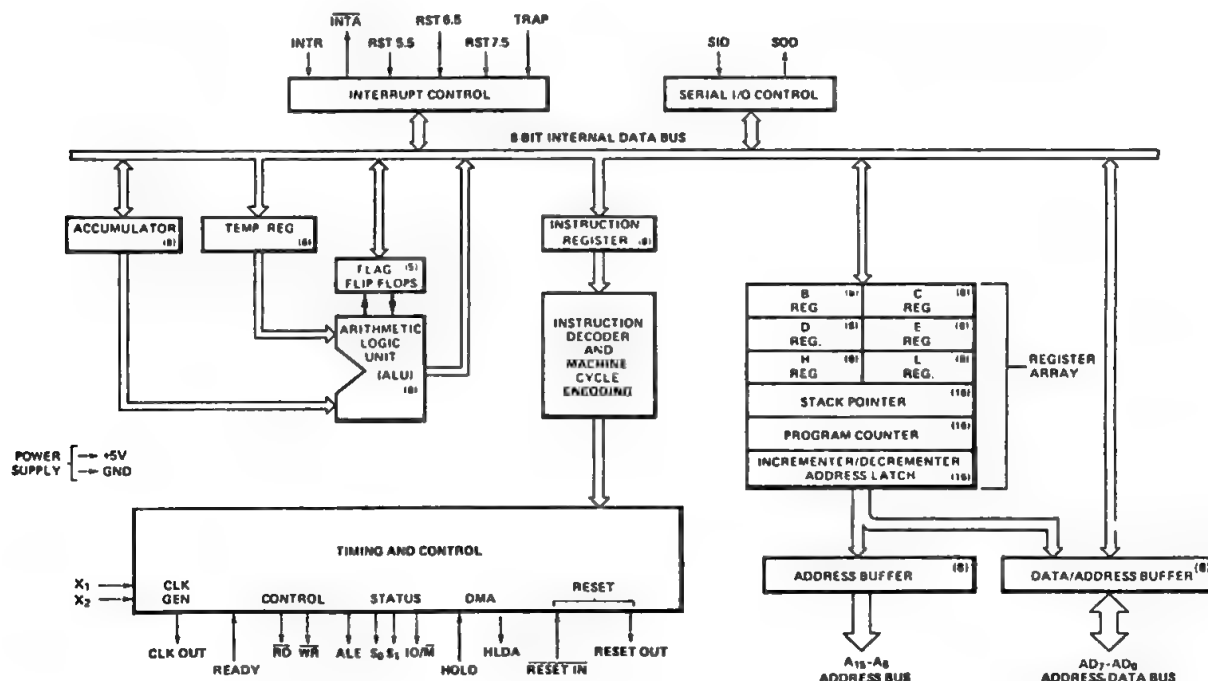 INTR
INTA
RST 5.5
RST 6.5
RST 7.5
TRAP
SID
SOD
INTERRUPT CONTROL
SERIAL I/O CONTROL
8 BIT INTERNAL DATA BUS
ACCUMULATOR
(8)
TEMP REG
(8)
INSTRUCTION
REGISTER (8)
(5)
FLAG
FLIP FLOPS
ARITHMETIC
LOGIC
UNIT
(ALU)
(8)
INSTRUCTION
DECODER
AND
MACHINE
CYCLE
ENCODING
B (8)
REG
C (8)
REG
D (8)
REG.
E (8)
REG
H (8)
REG
L (8)
REG.
STACK POINTER (16)
PROGRAM COUNTER (16)
INCREMENTER/DECREMENTER
ADDRESS LATCH (16)
REGISTER
ARRAY
POWER
SUPPLY
+5V
GND
TIMING AND CONTROL
X1
X2
CLK
GEN
CONTROL
STATUS
DMA
RESET
CLK OUT
READY
RD
WR
ALE
S0
S1
IO/M
HOLD
HLDA
RESET IN
RESET OUT
ADDRESS BUFFER (8)
DATA/ADDRESS BUFFER (8)
A15-A8
ADDRESS BUS
AD7-AD0
ADDRESS/DATA BUS